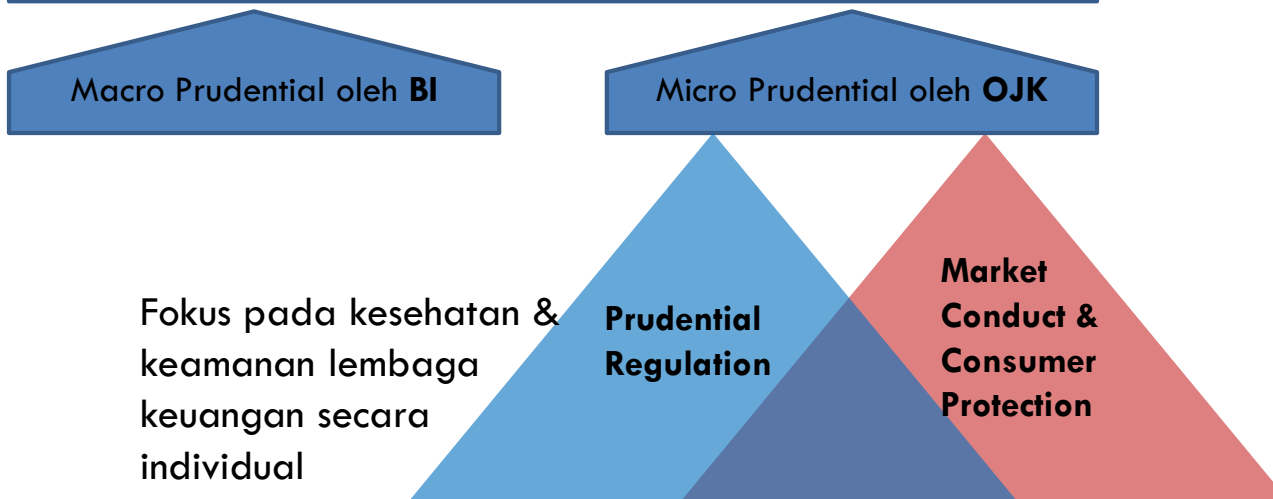 Macro Prudential oleh BI
Micro Prudential oleh OJK
Fokus pada kesehatan &
keamanan lembaga
keuangan secara
individual
Prudential
Regulation
Market
Conduct &
Consumer
Protection